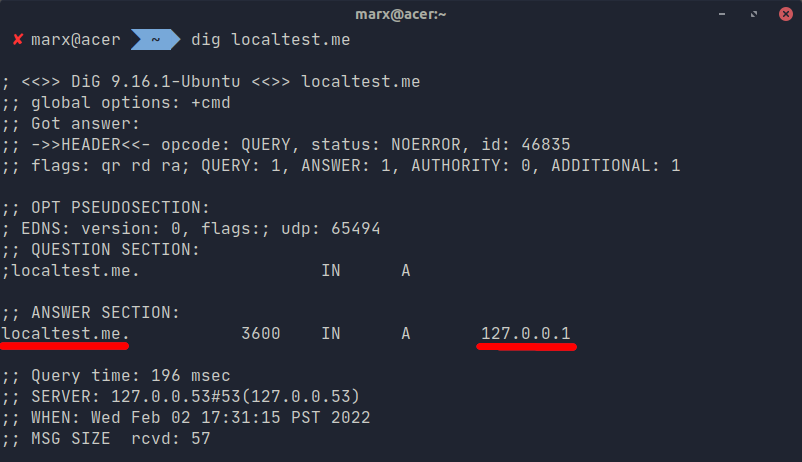 marx@acer:~
✘ marx@acer ~ dig localtest.me
; <<>> DiG 9.16.1-Ubuntu <<>> localtest.me
;; global options: +cmd
;; Got answer:
;; ->>HEADER<<- opcode: QUERY, status: NOERROR, id: 46835
;; flags: qr rd ra; QUERY: 1, ANSWER: 1, AUTHORITY: 0, ADDITIONAL: 1
;; OPT PSEUDOSECTION:
; EDNS: version: 0, flags:; udp: 65494
;; QUESTION SECTION:
;localtest.me. IN A
;; ANSWER SECTION:
localtest.me. 3600 IN A 127.0.0.1
;; Query time: 196 msec
;; SERVER: 127.0.0.53#53(127.0.0.53)
;; WHEN: Wed Feb 02 17:31:15 PST 2022
;; MSG SIZE  rcvd: 57